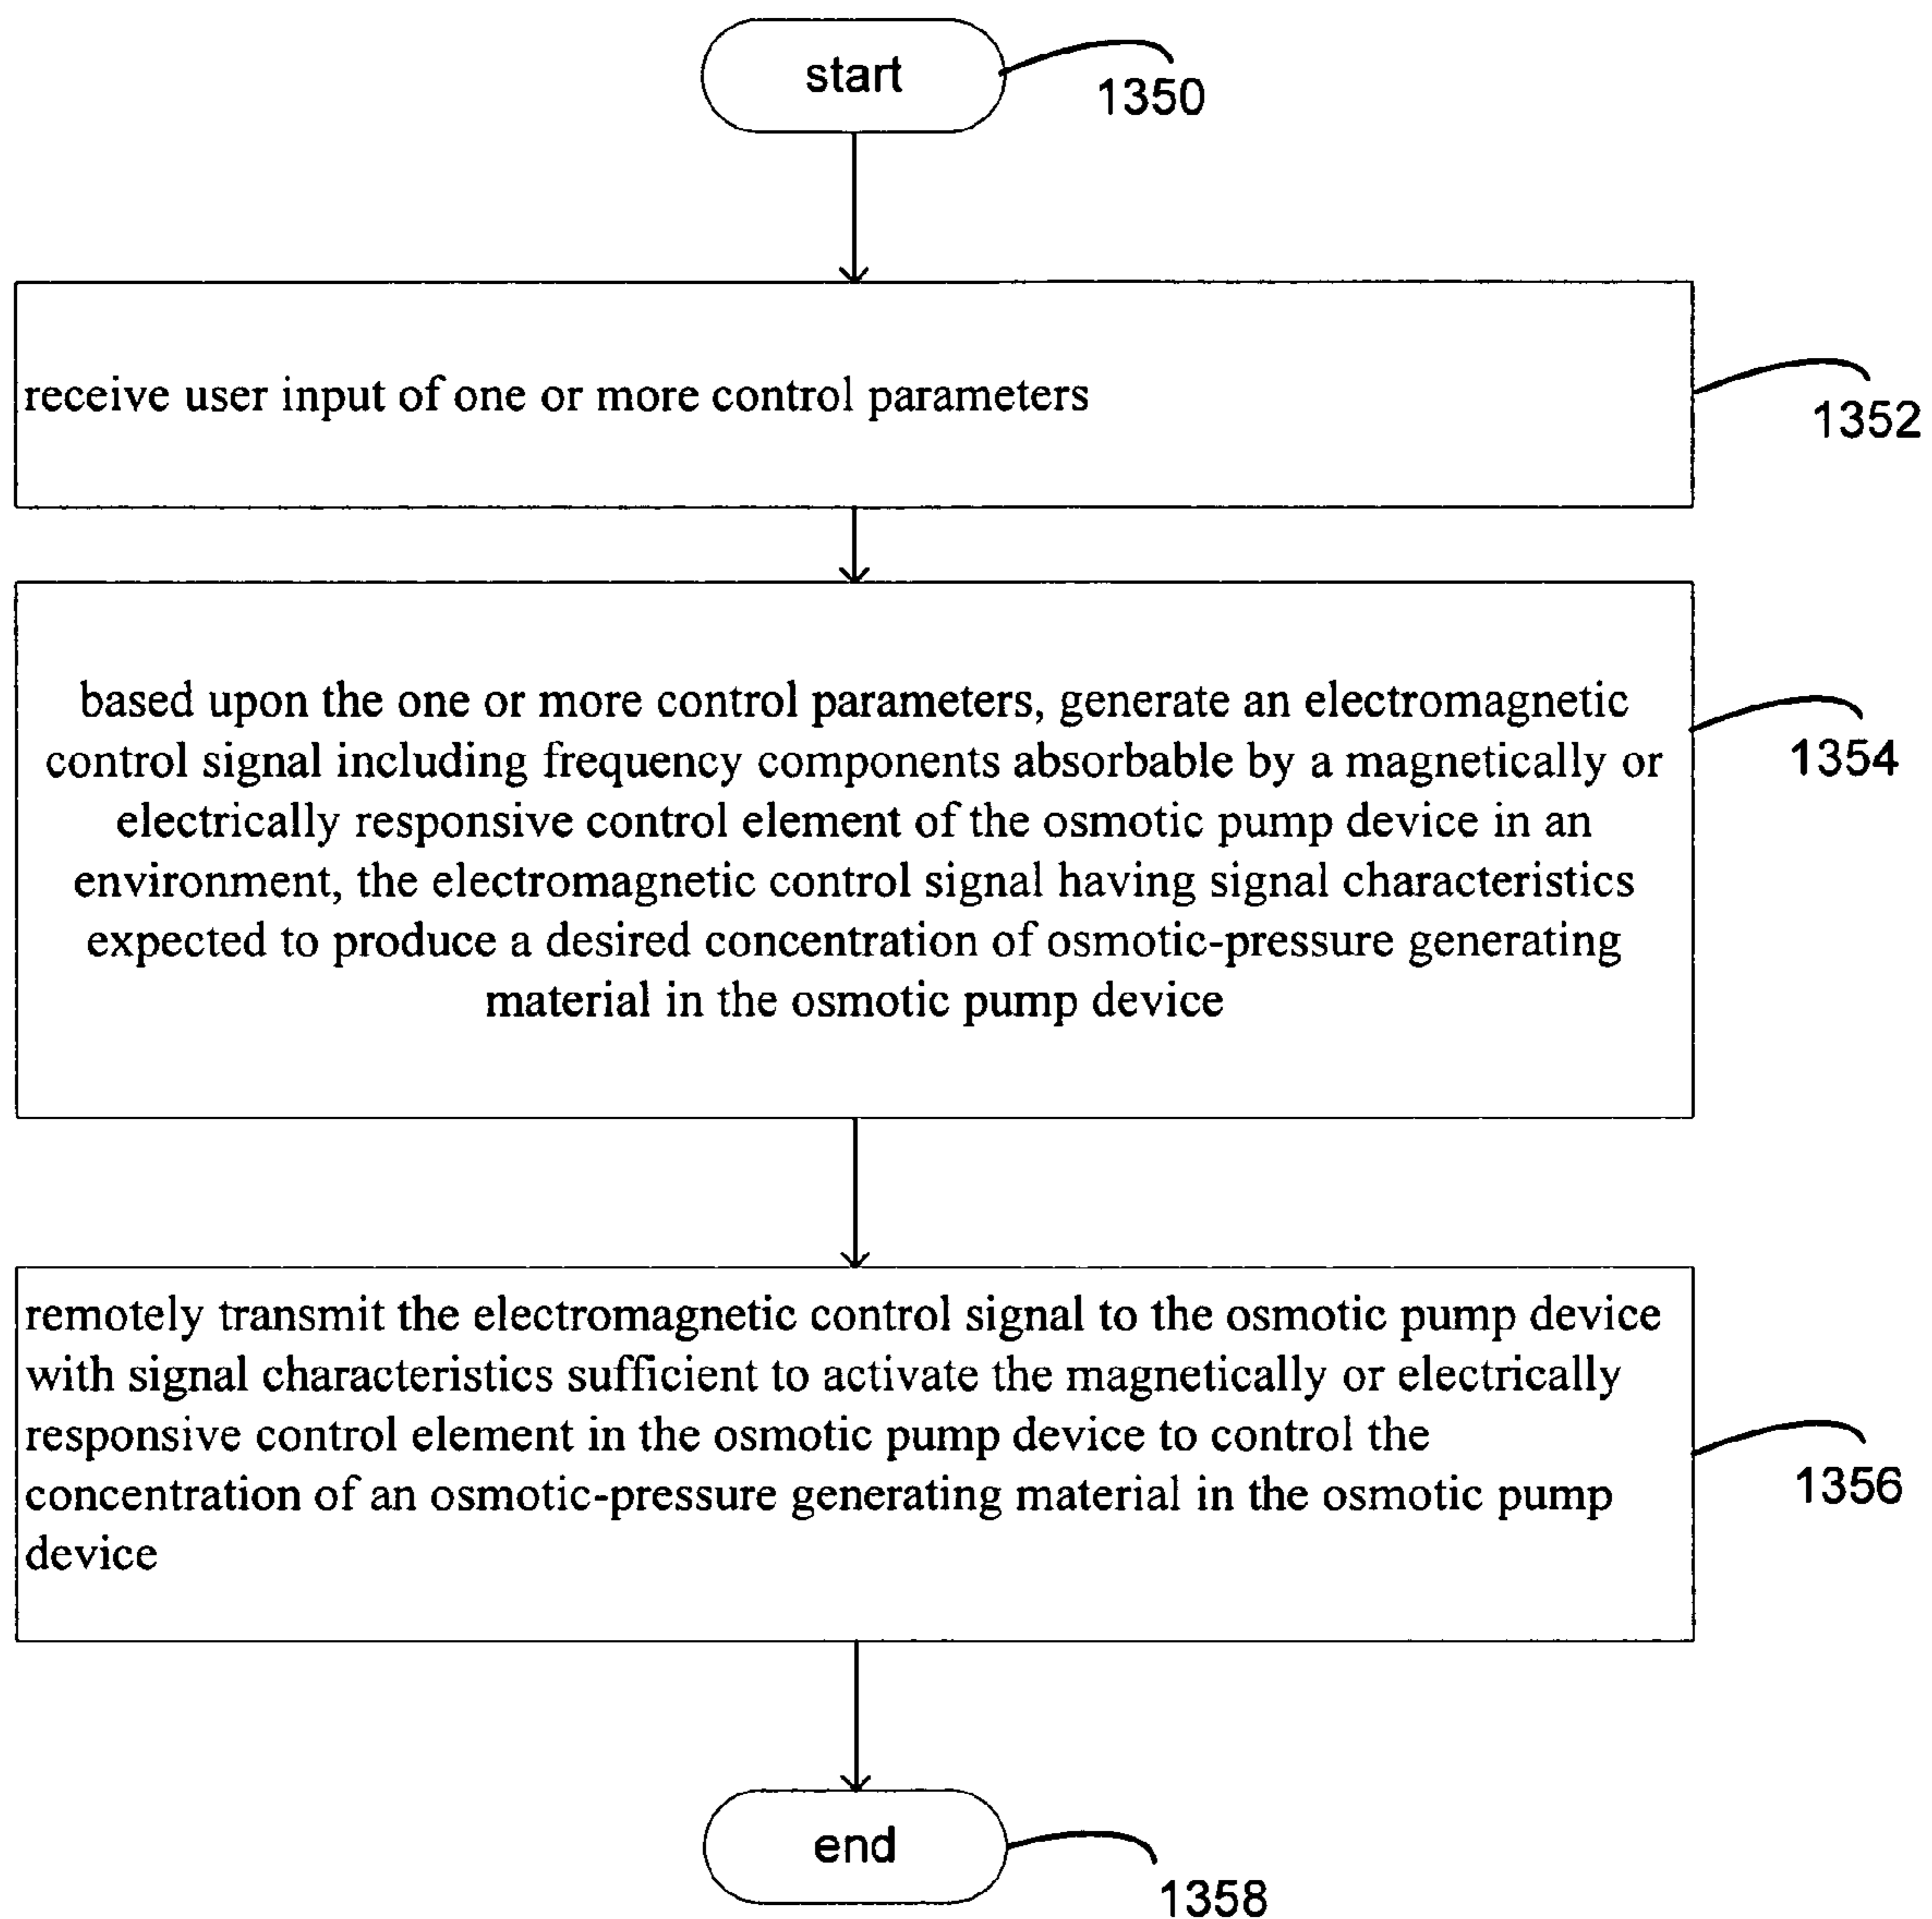 start
1350
receive user input of one or more control parameters
1352
based upon the one or more control parameters, generate an electromagnetic
control signal including frequency components absorbable by a magnetically or
electrically responsive control element of the osmotic pump device in an
environment, the electromagnetic control signal having signal characteristics
expected to produce a desired concentration of osmotic-pressure generating
material in the osmotic pump device
1354
remotely transmit the electromagnetic control signal to the osmotic pump device
with signal characteristics sufficient to activate the magnetically or electrically
responsive control element in the osmotic pump device to control the
concentration of an osmotic-pressure generating material in the osmotic pump
device
1356
end
1358